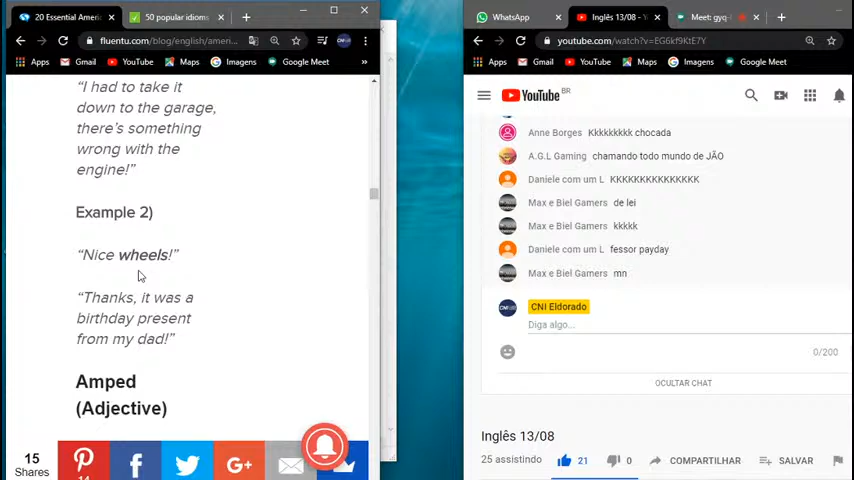 20 Essential Ameri
50 popular idioms
fluentu.com/blog/english/ameri...
Apps
Gmail
YouTube
Maps
Imagens
Google Meet
»
“I had to take it
down to the garage,
there’s something
wrong with the
engine!”
Example 2)
“Nice wheels!”
“Thanks, it was a
birthday present
from my dad!”
Amped
(Adjective)
15
Shares
14
G+
WhatsApp
Inglês 13/08 - Y
Meet: gyq-
youtube.com/watch?v=EG6kf9KtE7Y
Apps
Gmail
YouTube
Maps
Imagens
Google Meet
YouTube BR
Anne Borges Kkkkkkkkk chocada
A.G.L Gaming chamando todo mundo de JÃO
Daniele com um L KKKKKKKKKKKKKKK
Max e Biel Gamers de lei
Max e Biel Gamers kkkkk
Daniele com um L fessor payday
Max e Biel Gamers mn
CNI Eldorado
Diga algo...
0/200
OCULTAR CHAT
Inglês 13/08
25 assistindo
21
0
COMPARTILHAR
SALVAR